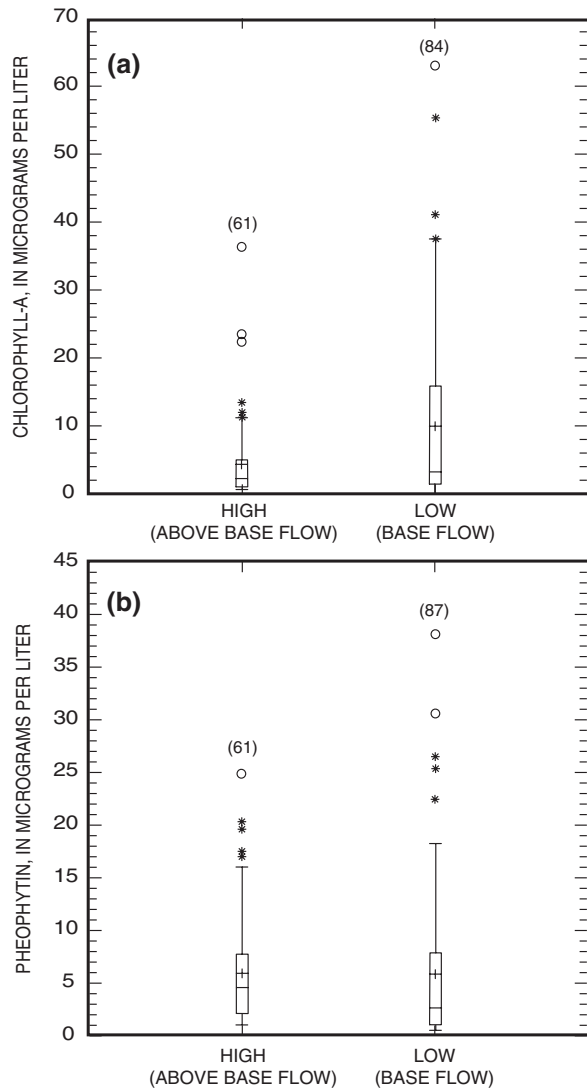 CHLOROPHYLL-A, IN MICROGRAMS PER LITER
70
60
50
40
30
20
10
0
(a)
(61)
(84)
HIGH
(ABOVE BASE FLOW)
LOW
(BASE FLOW)
PHEOPHYTIN, IN MICROGRAMS PER LITER
45
40
35
30
25
20
15
10
5
0
(b)
(61)
(87)
HIGH
(ABOVE BASE FLOW)
LOW
(BASE FLOW)